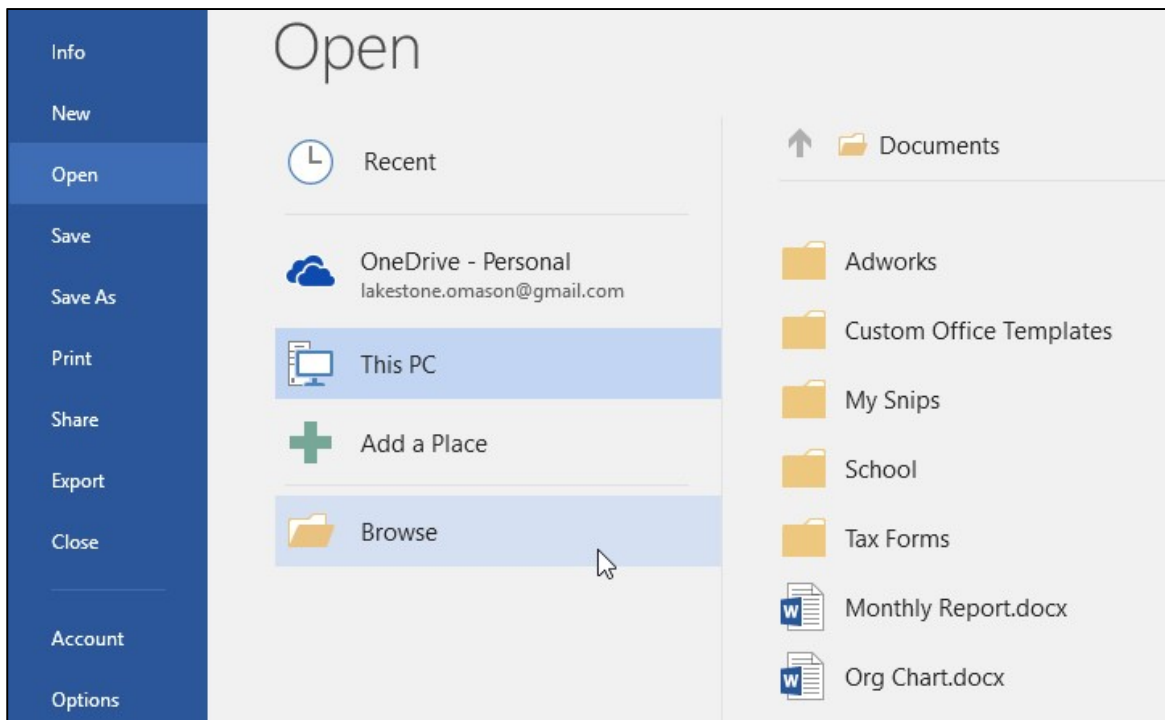 Info
New
Open
Save
Save As
Print
Share
Export
Close
Account
Options
Open
Recent
OneDrive - Personal
lakestone.omason@gmail.com
This PC
Add a Place
Browse
Documents
Adworks
Custom Office Templates
My Snips
School
Tax Forms
W Monthly Report.docx
W Org Chart.docx